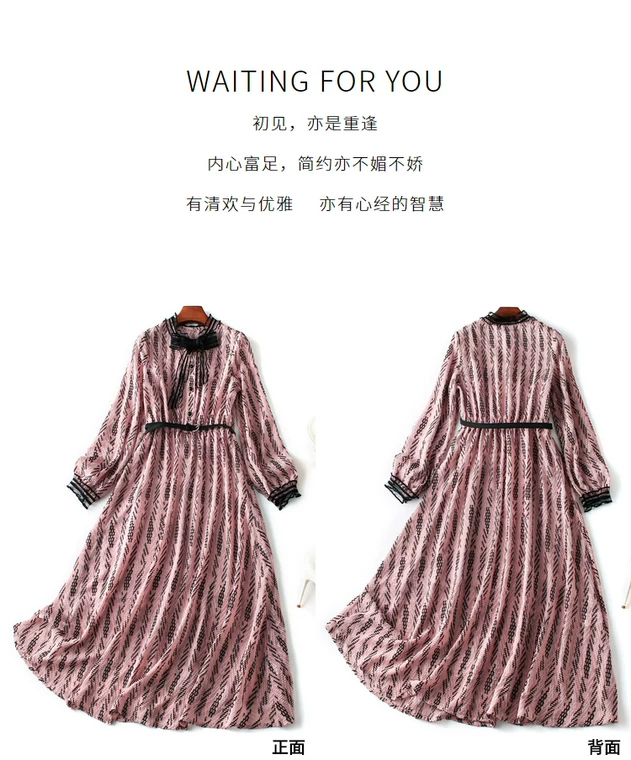 WAITING FOR YOU
初见，亦是重逢
内心富足，简约亦不媚不娇
有清欢与优雅 亦有心经的智慧
正面
背面